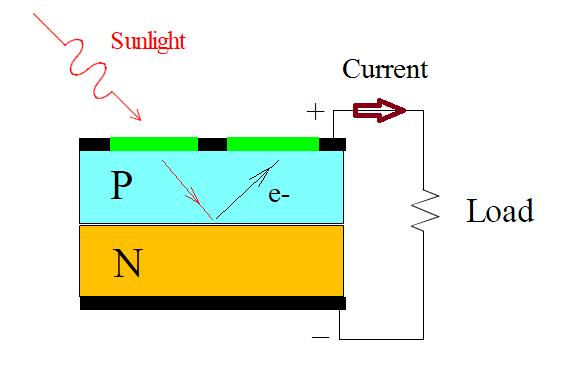 Sunlight
Current
+
P
e-
Load
N
–